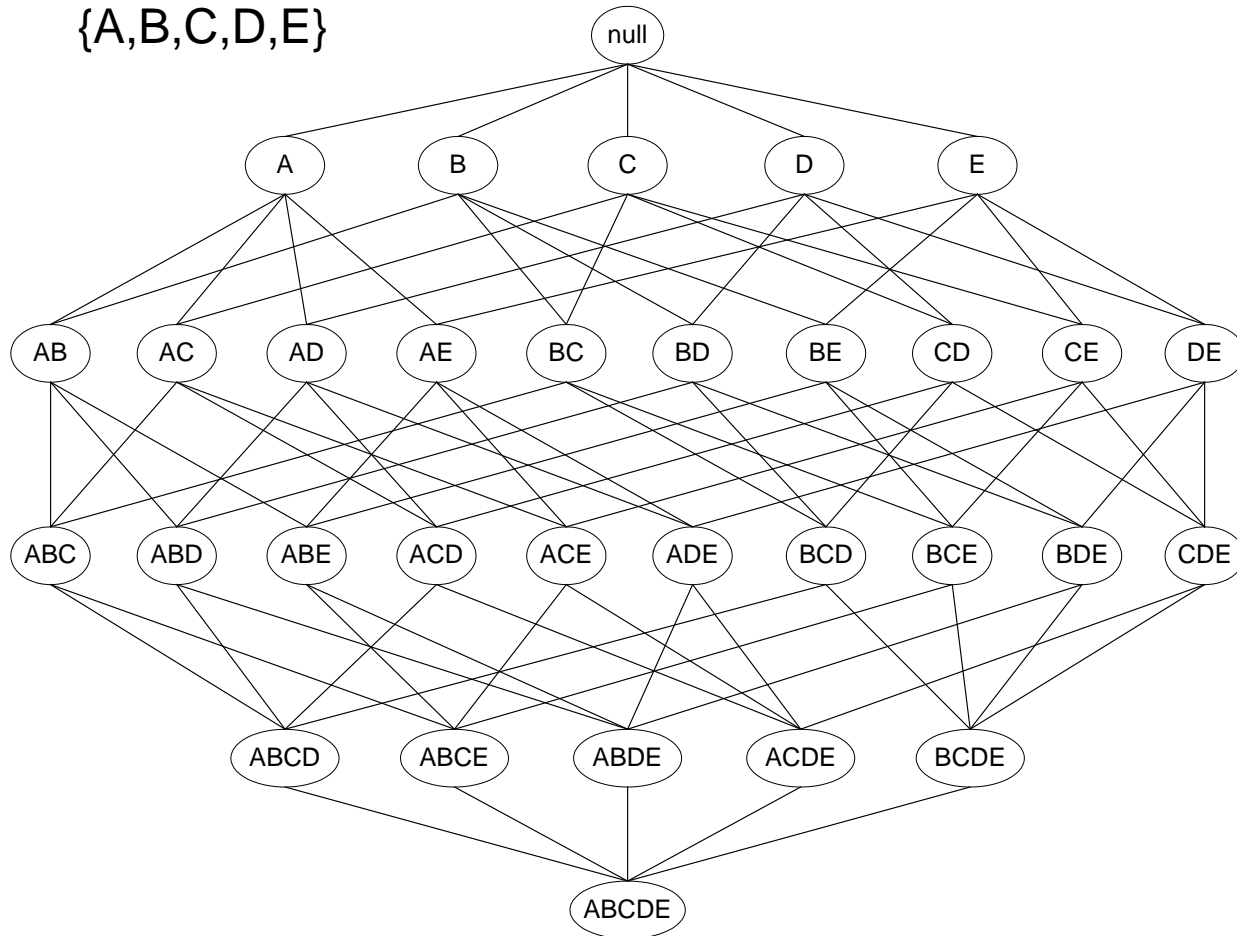 {A,B,C,D,E}
null
A B C D E
AB AC AD AE BC BD BE CD CE DE
ABC ABD ABE ACD ACE ADE BCD BCE BDE CDE
ABCD ABCE ABDE ACDE BCDE
ABCDE